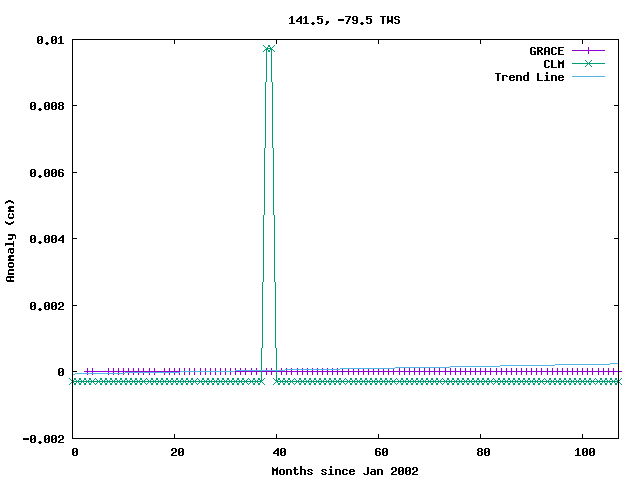 141.5, -79.5 TWS
GRACE
CLM
Trend Line
0.01
0.008
0.006
0.004
0.002
0
-0.002
Anomaly (cm)
0 20 40 60 80 100
Months since Jan 2002